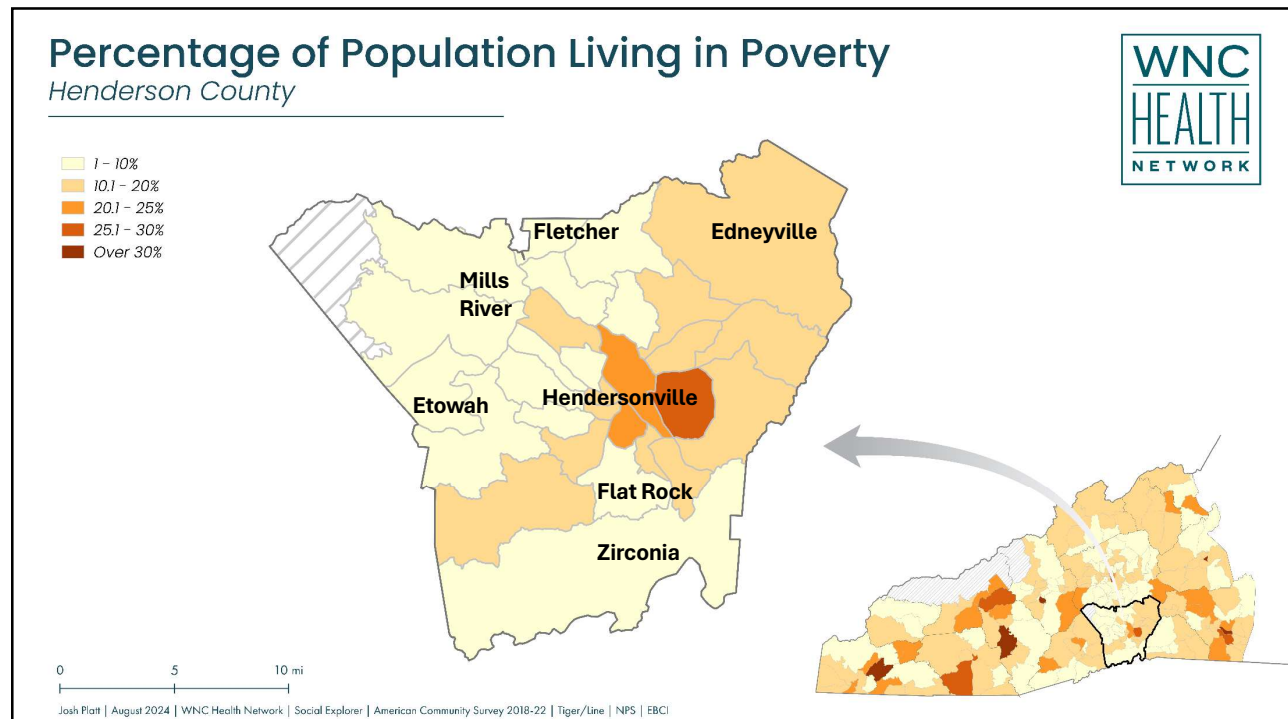 Percentage of Population Living in Poverty
Henderson County
WNC
HEALTH
NETWORK
1 - 10%
10.1 - 20%
20.1 - 25%
25.1 - 30%
Over 30%
Fletcher
Edneyville
Mills
River
Hendersonville
Etowah
Flat Rock
Zirconia
0 5 10 mi
Josh Platt | August 2024 | WNC Health Network | Social Explorer | American Community Survey 2018-22 | Tiger/Line | NPS | EBCI